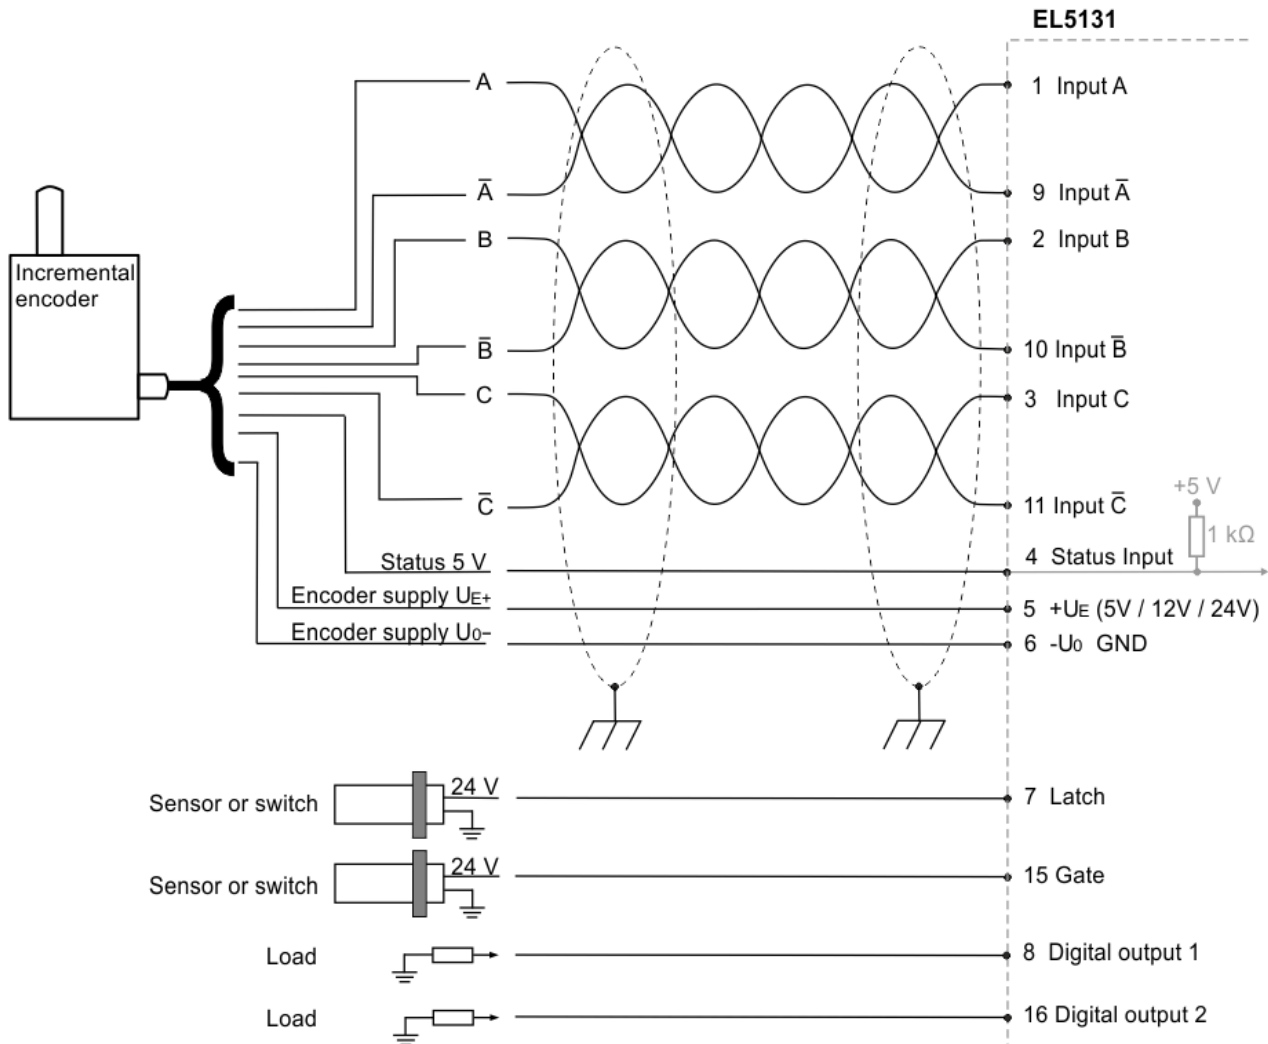 EL5131
A
1 Input A
A̅
9 Input A̅
B
2 Input B
Incremental
encoder
B̅
10 Input B̅
C
3 Input C
C̅
11 Input C̅
+5 V
1 kΩ
Status 5 V
4 Status Input
Encoder supply UE+
5 +UE (5V / 12V / 24V)
Encoder supply U0−
6 -U0 GND
Sensor or switch
24 V
7 Latch
Sensor or switch
24 V
15 Gate
Load
8 Digital output 1
Load
16 Digital output 2